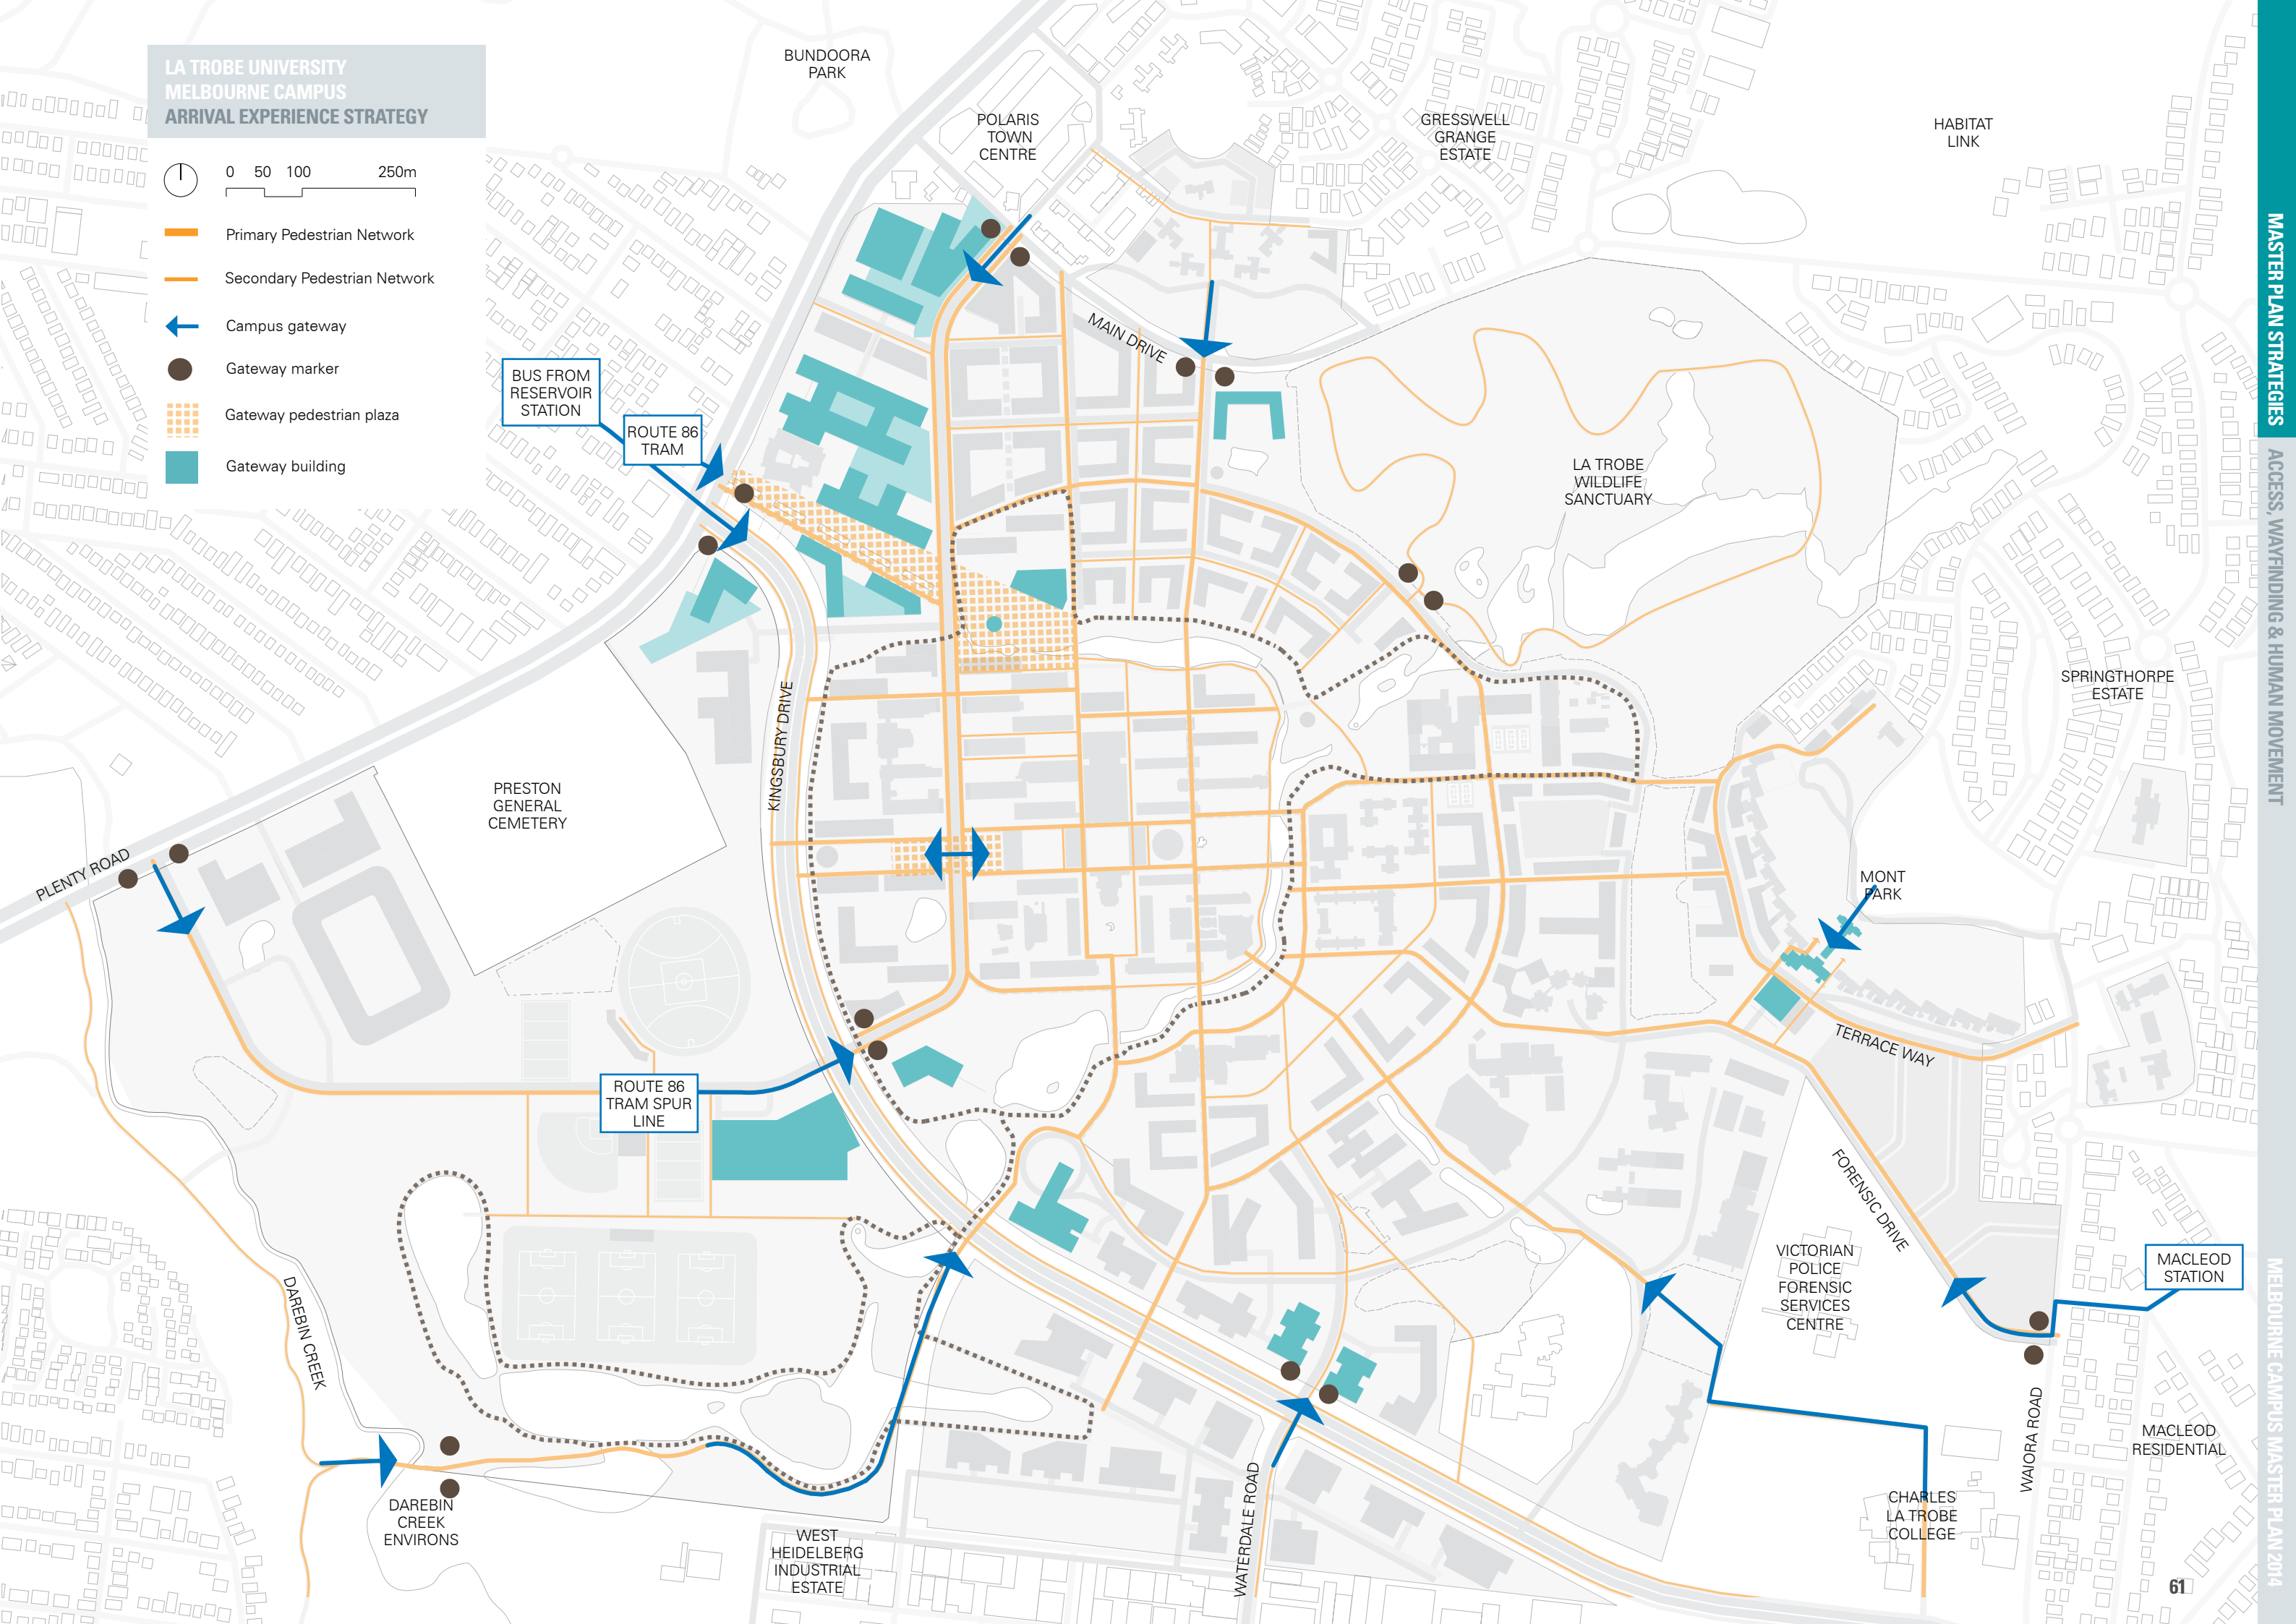 LA TROBE UNIVERSITY
MELBOURNE CAMPUS
ARRIVAL EXPERIENCE STRATEGY
0 50 100 250m
Primary Pedestrian Network
Secondary Pedestrian Network
Campus gateway
Gateway marker
Gateway pedestrian plaza
Gateway building
BUNDOORA
PARK
POLARIS
TOWN
CENTRE
GRESSWELL
GRANGE
ESTATE
HABITAT
LINK
MAIN DRIVE
BUS FROM
RESERVOIR
STATION
ROUTE 86
TRAM
LA TROBE
WILDLIFE
SANCTUARY
SPRINGTHORPE
ESTATE
KINGSBURY DRIVE
PRESTON
GENERAL
CEMETERY
PLENTY ROAD
MONT
PARK
TERRACE WAY
ROUTE 86
TRAM SPUR
LINE
FORENSIC DRIVE
VICTORIAN
POLICE
FORENSIC
SERVICES
CENTRE
MACLEOD
STATION
DAREBIN CREEK
WAIORA ROAD
MACLEOD
RESIDENTIAL
DAREBIN
CREEK
ENVIRONS
WEST
HEIDELBERG
INDUSTRIAL
ESTATE
WATERDALE ROAD
CHARLES
LA TROBE
COLLEGE
MASTER PLAN STRATEGIES
ACCESS, WAYFINDING & HUMAN MOVEMENT
MELBOURNE CAMPUS MASTER PLAN 2014
61